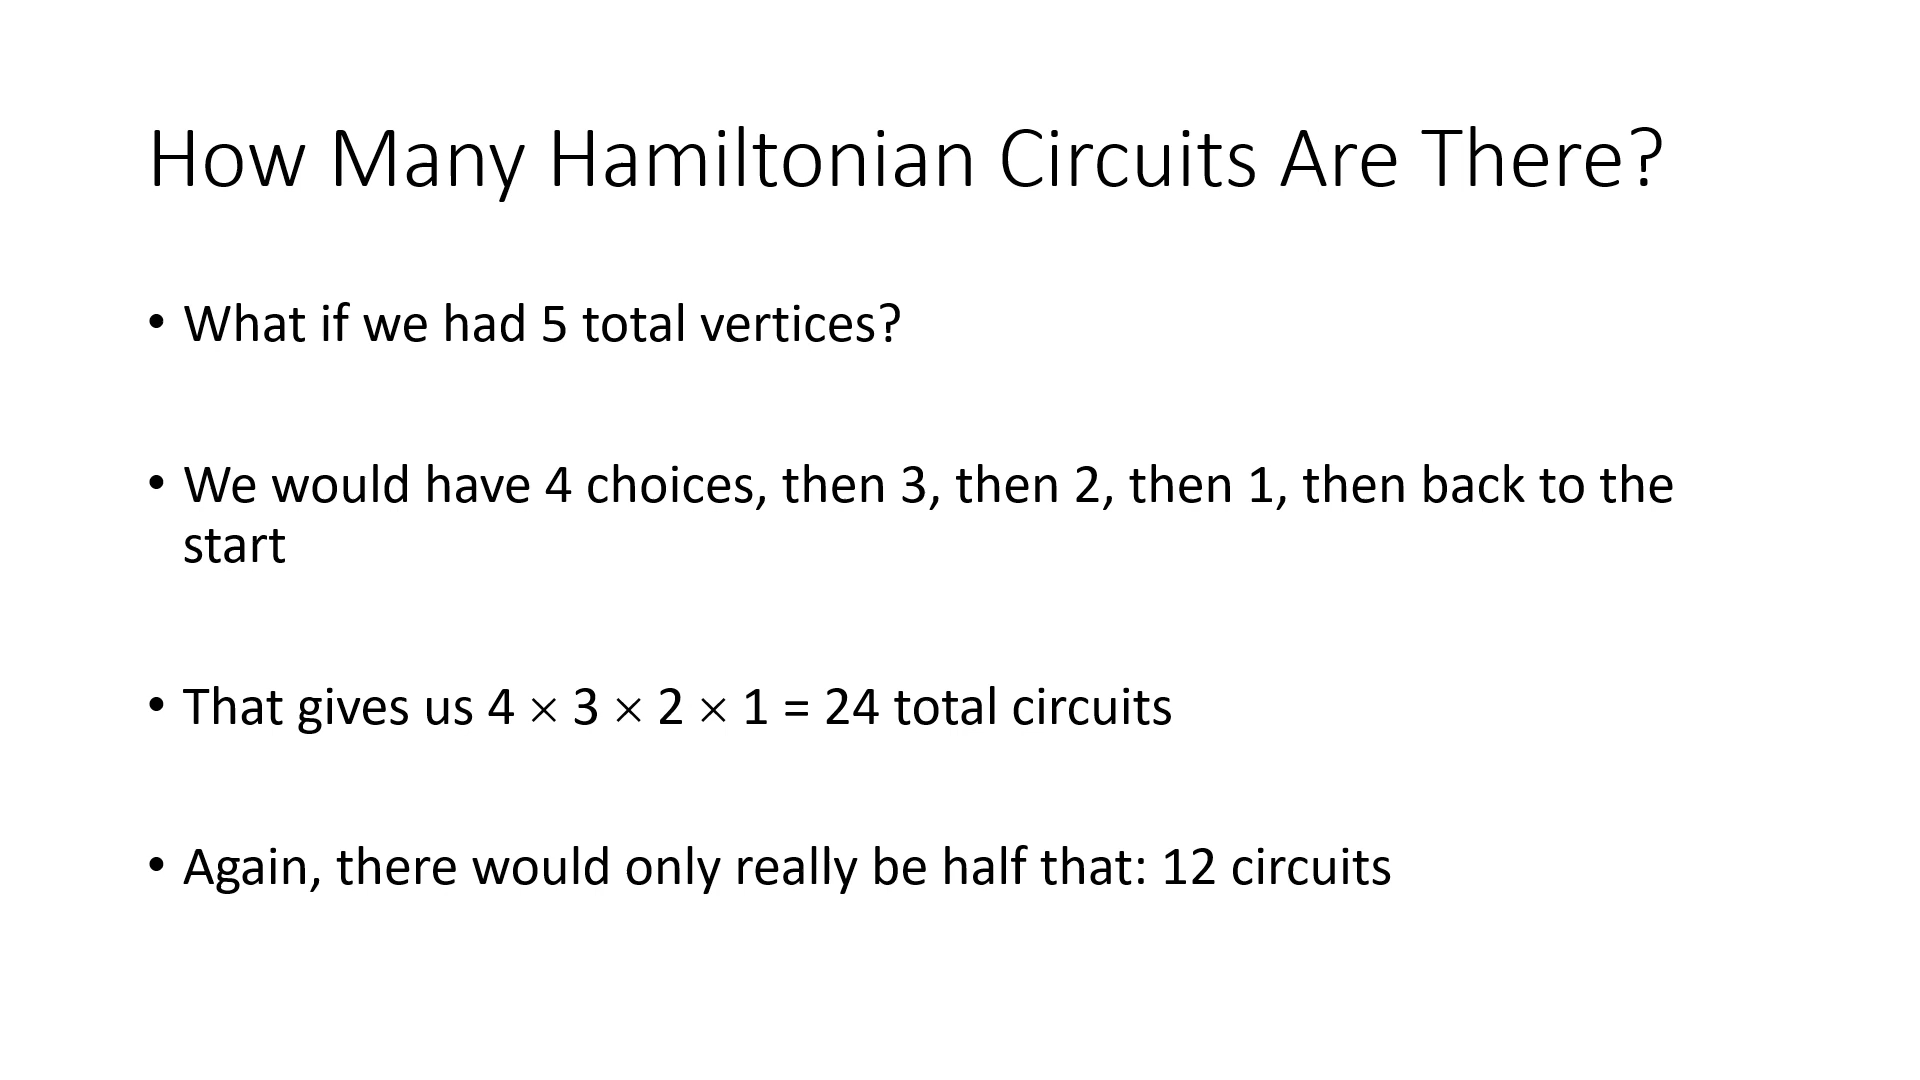 How Many Hamiltonian Circuits Are There?
• What if we had 5 total vertices?
• We would have 4 choices, then 3, then 2, then 1, then back to the
start
• That gives us 4 × 3 × 2 × 1 = 24 total circuits
• Again, there would only really be half that: 12 circuits